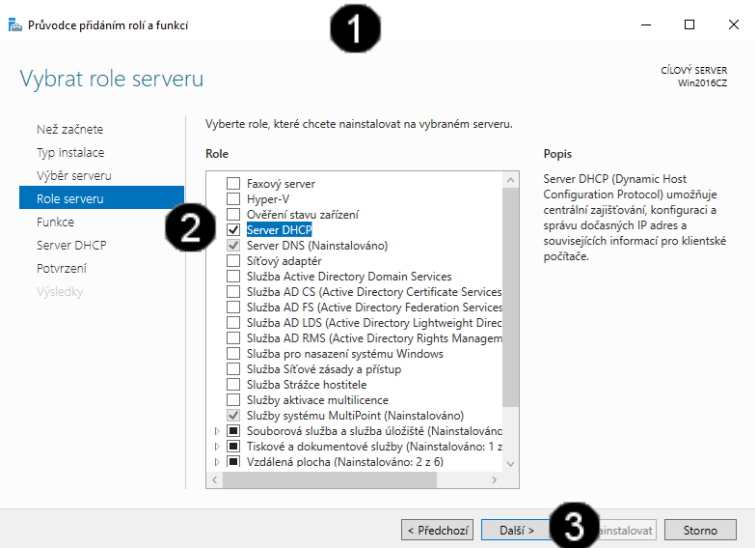 Průvodce přidáním rolí a funkcí
1
Vybrat role serveru
CÍLOVÝ SERVER
Win2016CZ
Než začnete
Typ instalace
Výběr serveru
Role serveru
Funkce
Server DHCP
Potvrzení
Výsledky
Vyberte role, které chcete nainstalovat na vybraném serveru.
Role
2
Faxový server
Hyper-V
Ověření stavu zařízení
Server DHCP
Server DNS (Nainstalováno)
Síťový adaptér
Služba Active Directory Domain Services
Služba AD CS (Active Directory Certificate Services
Služba AD FS (Active Directory Federation Services
Služba AD LDS (Active Directory Lightweight Direc
Služba AD RMS (Active Directory Rights Managem
Služba pro nasazení systému Windows
Služba Síťové zásady a přístup
Služba Strážce hostitele
Služby aktivace multilicence
Služby systému MultiPoint (Nainstalováno)
Souborová služba a služba úložiště (Nainstalovánc
Tiskové a dokumentové služby (Nainstalováno: 1 z
Vzdálená plocha (Nainstalováno: 2 z 6)
Popis
Server DHCP (Dynamic Host
Configuration Protocol) umožňuje
centrální zajišťování, konfiguraci a
správu dočasných IP adres a
souvisejících informací pro klientské
počítače.
< Předchozí
Další >
3
ainstalovat
Storno